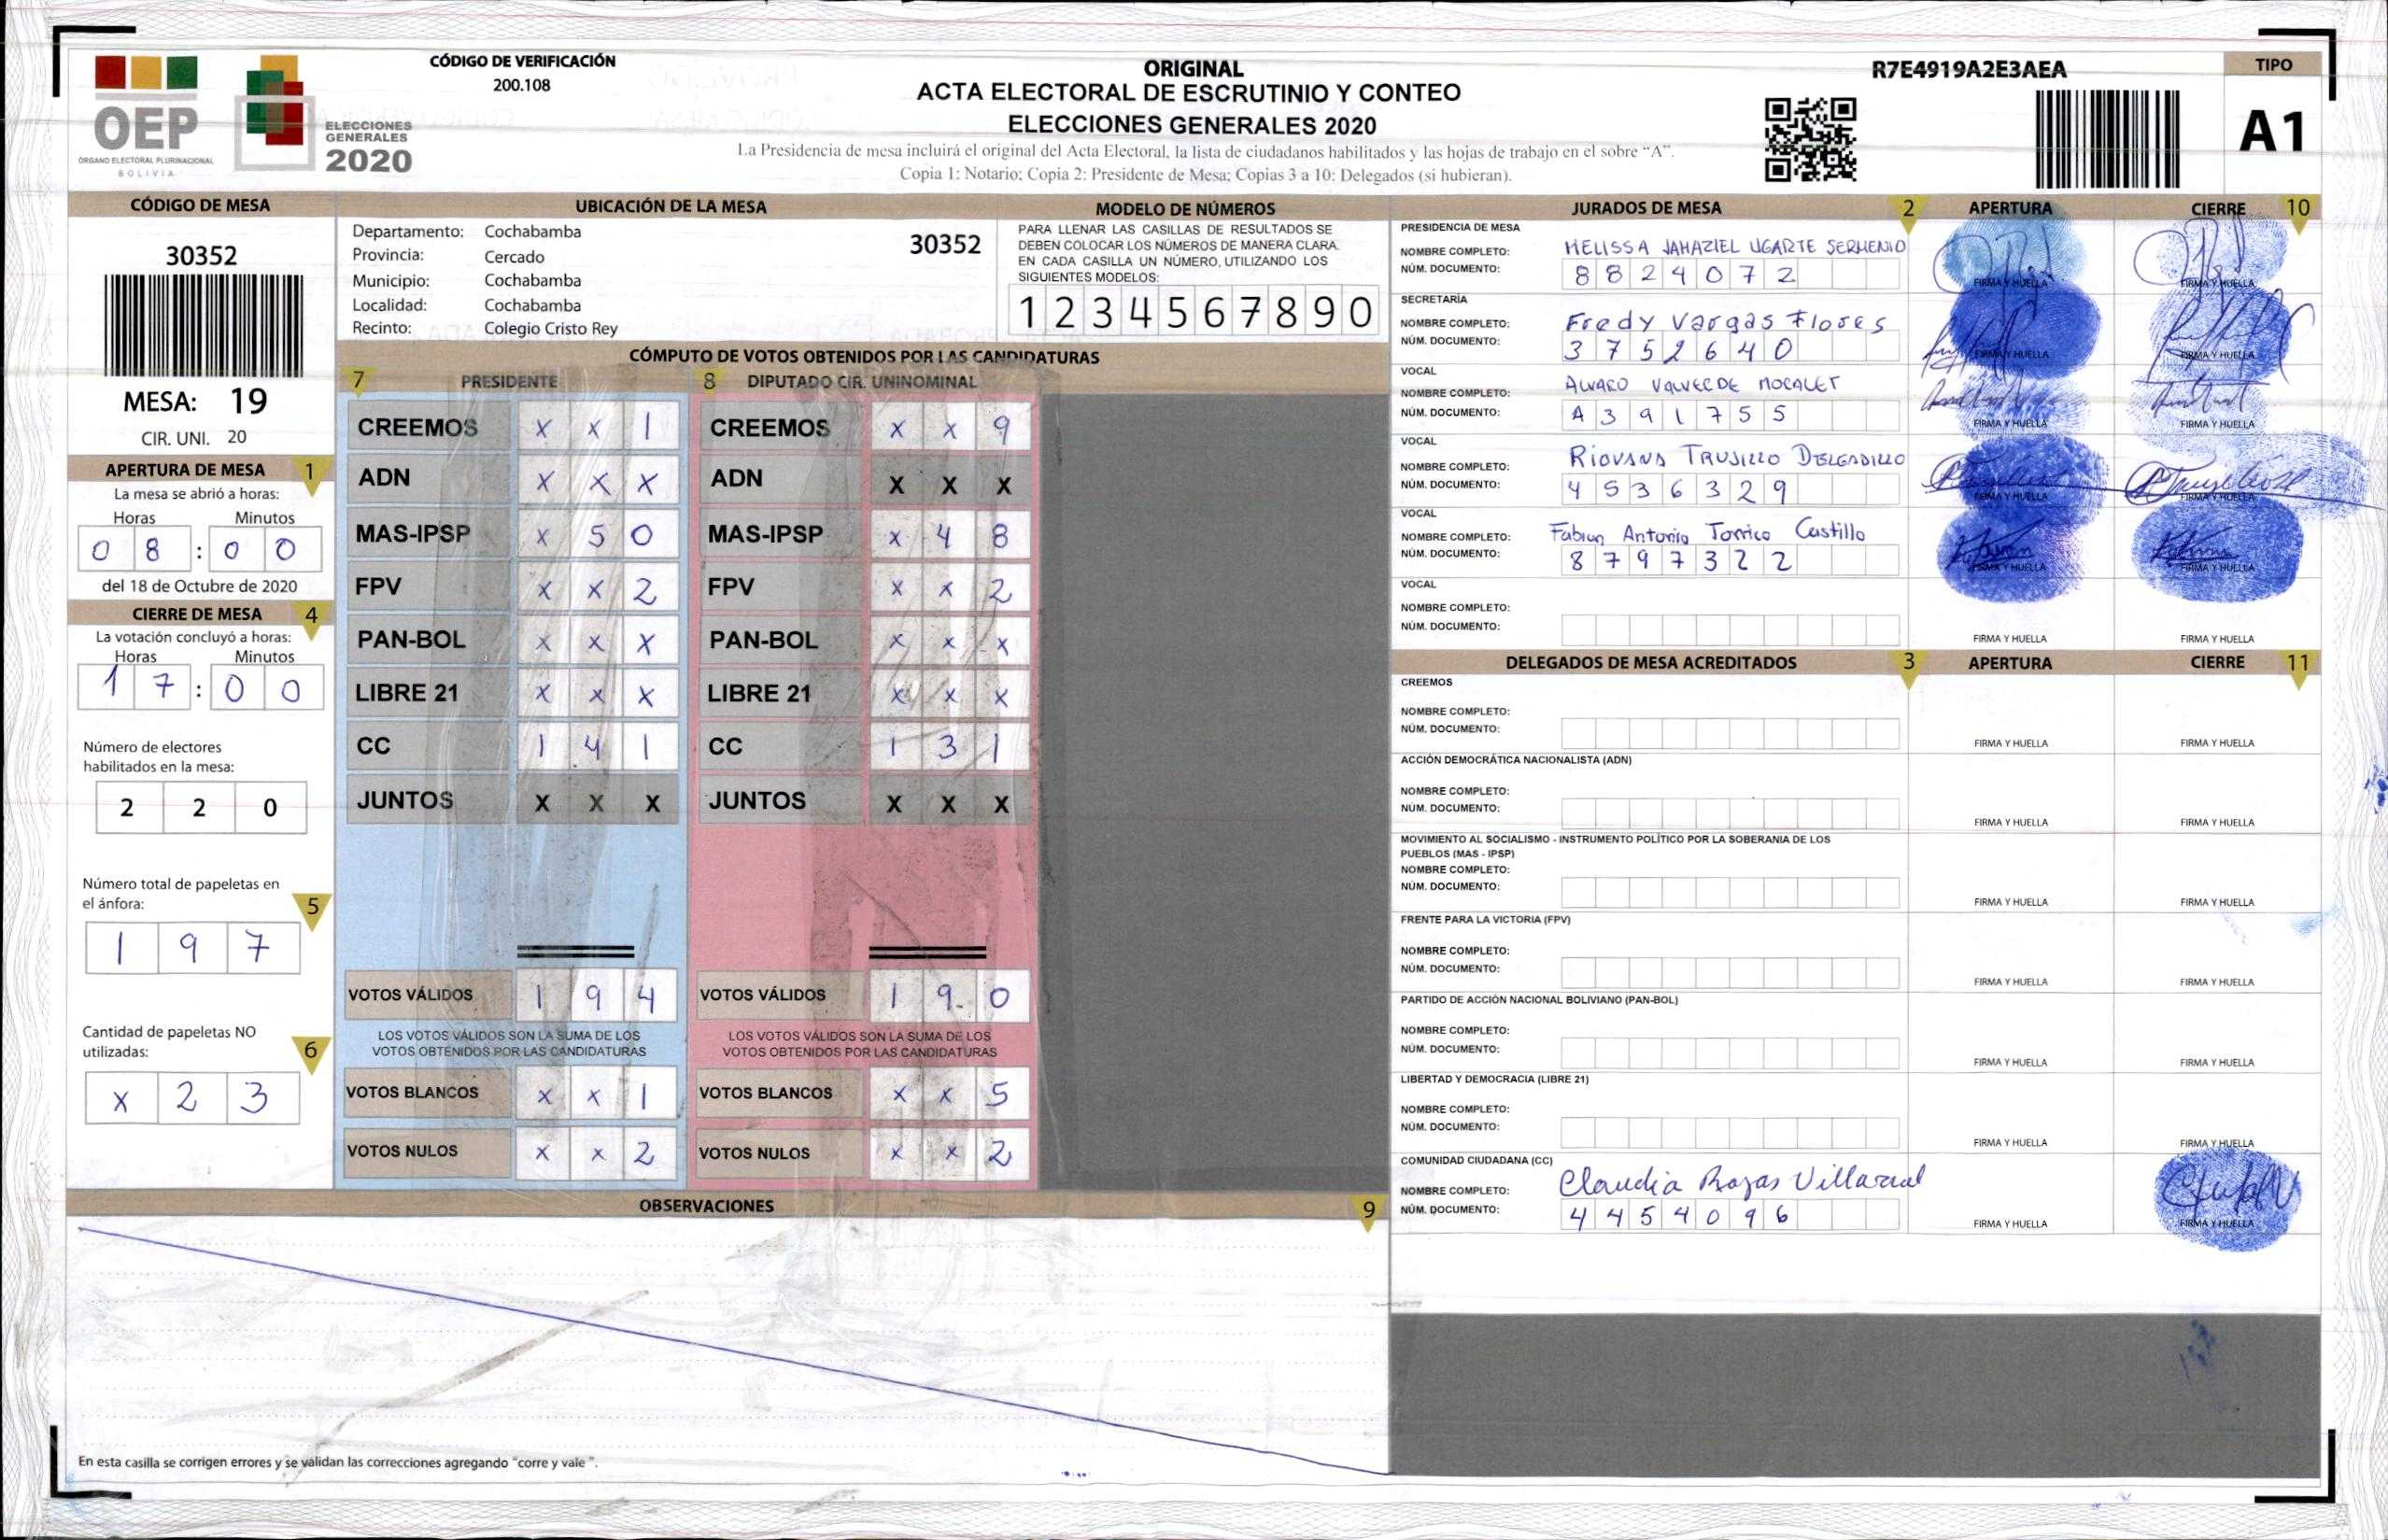 CÓDIGO DE VERIFICACIÓN
200.108
OEP
ÓRGANO ELECTORAL PLURINACIONAL
BOLIVIA
ELECCIONES
GENERALES
2020
ORIGINAL
ACTA ELECTORAL DE ESCRUTINIO Y CONTEO
ELECCIONES GENERALES 2020
La Presidencia de mesa incluirá el original del Acta Electoral, la lista de ciudadanos habilitados y las hojas de trabajo en el sobre “A”.
Copia 1: Notario; Copia 2: Presidente de Mesa; Copias 3 a 10: Delegados (si hubieran).
R7E4919A2E3AEA
TIPO
A1
CÓDIGO DE MESA
30352
MESA: 19
CIR. UNI. 20
APERTURA DE MESA 1
La mesa se abrió a horas:
Horas Minutos
0 8 : 0 0
del 18 de Octubre de 2020
CIERRE DE MESA 4
La votación concluyó a horas:
Horas Minutos
1 7 : 0 0
Número de electores
habilitados en la mesa:
2 2 0
Número total de papeletas en
el ánfora: 5
1 9 7
Cantidad de papeletas NO
utilizadas: 6
x 2 3
UBICACIÓN DE LA MESA
Departamento: Cochabamba
30352
Provincia: Cercado
Municipio: Cochabamba
Localidad: Cochabamba
Recinto: Colegio Cristo Rey
MODELO DE NÚMEROS
PARA LLENAR LAS CASILLAS DE RESULTADOS SE
DEBEN COLOCAR LOS NÚMEROS DE MANERA CLARA.
EN CADA CASILLA UN NÚMERO, UTILIZANDO LOS
SIGUIENTES MODELOS:
1 2 3 4 5 6 7 8 9 0
CÓMPUTO DE VOTOS OBTENIDOS POR LAS CANDIDATURAS
7 PRESIDENTE 8 DIPUTADO CIR. UNINOMINAL
CREEMOS x x 1 CREEMOS x x 9
ADN x x x ADN X X X
MAS-IPSP x 5 0 MAS-IPSP x 4 8
FPV x x 2 FPV x x 2
PAN-BOL x x x PAN-BOL x x x
LIBRE 21 x x x LIBRE 21 x x x
CC 1 4 1 CC 1 3 1
JUNTOS X X X JUNTOS X X X
VOTOS VÁLIDOS 1 9 4 VOTOS VÁLIDOS 1 9 0
LOS VOTOS VÁLIDOS SON LA SUMA DE LOS LOS VOTOS VÁLIDOS SON LA SUMA DE LOS
VOTOS OBTENIDOS POR LAS CANDIDATURAS VOTOS OBTENIDOS POR LAS CANDIDATURAS
VOTOS BLANCOS x x 1 VOTOS BLANCOS x x 5
VOTOS NULOS x x 2 VOTOS NULOS x x 2
OBSERVACIONES 9
En esta casilla se corrigen errores y se validan las correcciones agregando “corre y vale ”.
JURADOS DE MESA 2 APERTURA CIERRE 10
PRESIDENCIA DE MESA
NOMBRE COMPLETO: MELISSA JAHAZIEL UGARTE SERMENIO
NÚM. DOCUMENTO: 8 8 2 4 0 7 2 FIRMA Y HUELLA FIRMA Y HUELLA
SECRETARÍA
NOMBRE COMPLETO: Fredy Vargas Flores
NÚM. DOCUMENTO: 3 7 5 2 6 4 0 FIRMA Y HUELLA FIRMA Y HUELLA
VOCAL
NOMBRE COMPLETO: ALVARO VALVERDE MOCALET
NÚM. DOCUMENTO: 4 3 9 1 7 5 5 FIRMA Y HUELLA FIRMA Y HUELLA
VOCAL
NOMBRE COMPLETO: RIOVANA TRUJILLO DELGADILLO
NÚM. DOCUMENTO: 4 5 3 6 3 2 9 FIRMA Y HUELLA FIRMA Y HUELLA
VOCAL
NOMBRE COMPLETO: Fabian Antonio Torrico Castillo
NÚM. DOCUMENTO: 8 7 9 7 3 2 2 FIRMA Y HUELLA FIRMA Y HUELLA
VOCAL
NOMBRE COMPLETO:
NÚM. DOCUMENTO: FIRMA Y HUELLA FIRMA Y HUELLA
DELEGADOS DE MESA ACREDITADOS 3 APERTURA CIERRE 11
CREEMOS
NOMBRE COMPLETO:
NÚM. DOCUMENTO: FIRMA Y HUELLA FIRMA Y HUELLA
ACCIÓN DEMOCRÁTICA NACIONALISTA (ADN)
NOMBRE COMPLETO:
NÚM. DOCUMENTO: FIRMA Y HUELLA FIRMA Y HUELLA
MOVIMIENTO AL SOCIALISMO - INSTRUMENTO POLÍTICO POR LA SOBERANIA DE LOS
PUEBLOS (MAS - IPSP)
NOMBRE COMPLETO:
NÚM. DOCUMENTO: FIRMA Y HUELLA FIRMA Y HUELLA
FRENTE PARA LA VICTORIA (FPV)
NOMBRE COMPLETO:
NÚM. DOCUMENTO: FIRMA Y HUELLA FIRMA Y HUELLA
PARTIDO DE ACCIÓN NACIONAL BOLIVIANO (PAN-BOL)
NOMBRE COMPLETO:
NÚM. DOCUMENTO: FIRMA Y HUELLA FIRMA Y HUELLA
LIBERTAD Y DEMOCRACIA (LIBRE 21)
NOMBRE COMPLETO:
NÚM. DOCUMENTO: FIRMA Y HUELLA FIRMA Y HUELLA
COMUNIDAD CIUDADANA (CC)
NOMBRE COMPLETO: Claudia Rojas Villarreal
NÚM. DOCUMENTO: 4 4 5 4 0 9 6 FIRMA Y HUELLA FIRMA Y HUELLA